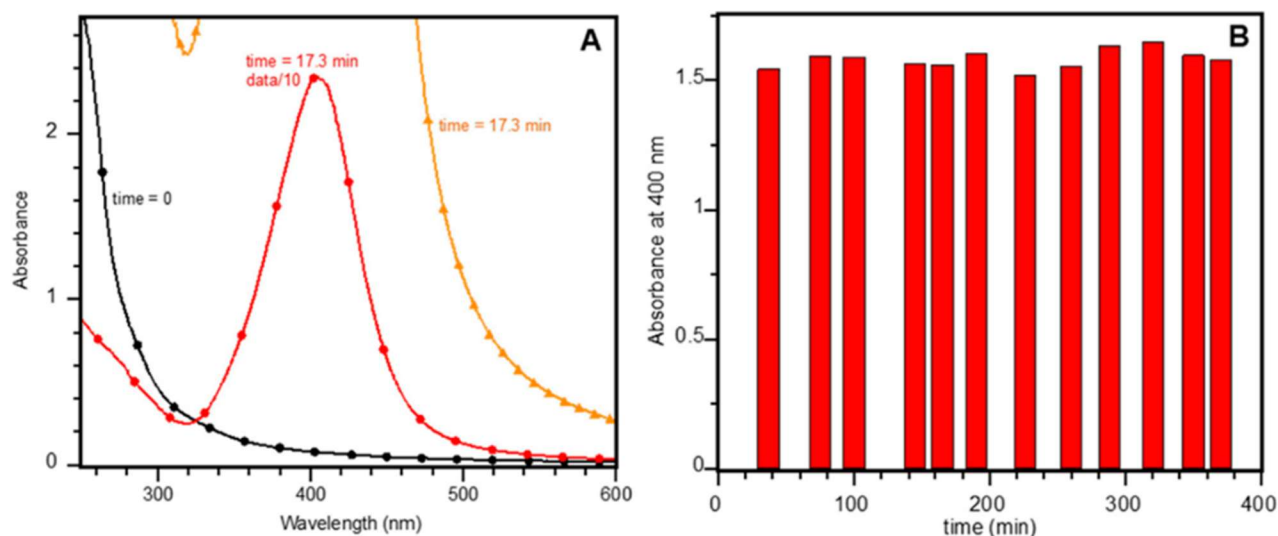 A
time = 17.3 min
data/10
time = 17.3 min
time = 0
Absorbance
2
1
0
300
400
500
600
Wavelength (nm)
B
Absorbance at 400 nm
1.5
1
0.5
0
0
100
200
300
400
time (min)